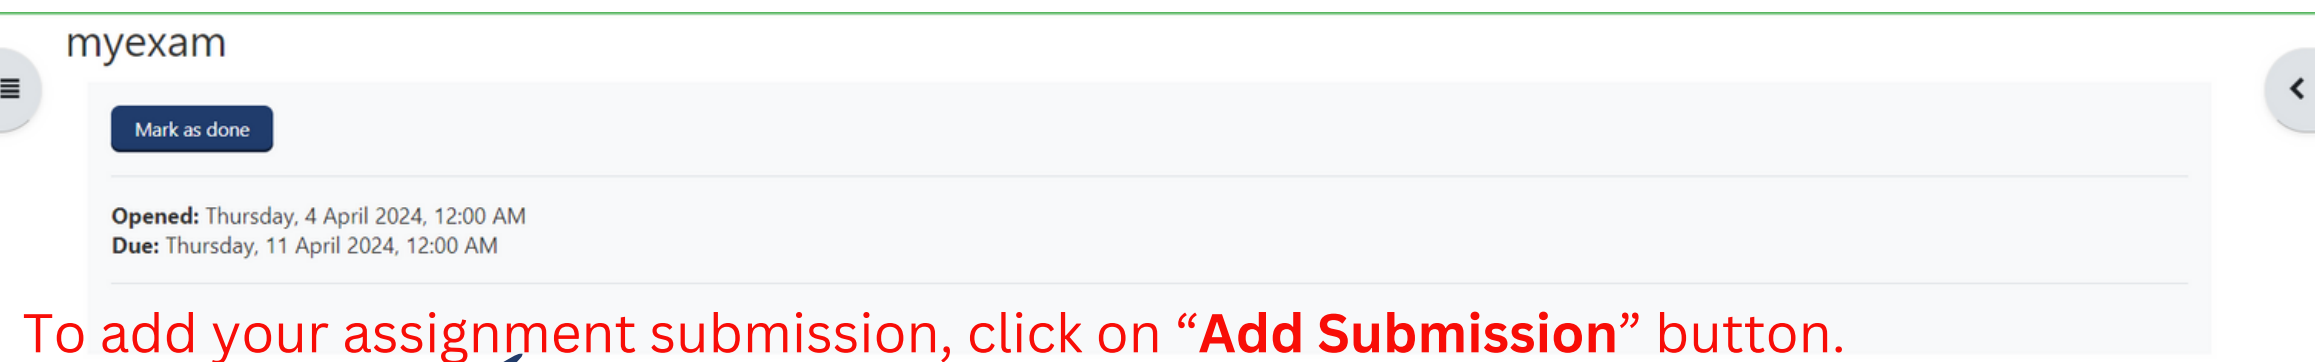 myexam
Mark as done
Opened: Thursday, 4 April 2024, 12:00 AM
Due: Thursday, 11 April 2024, 12:00 AM
To add your assignment submission, click on “Add Submission” button.